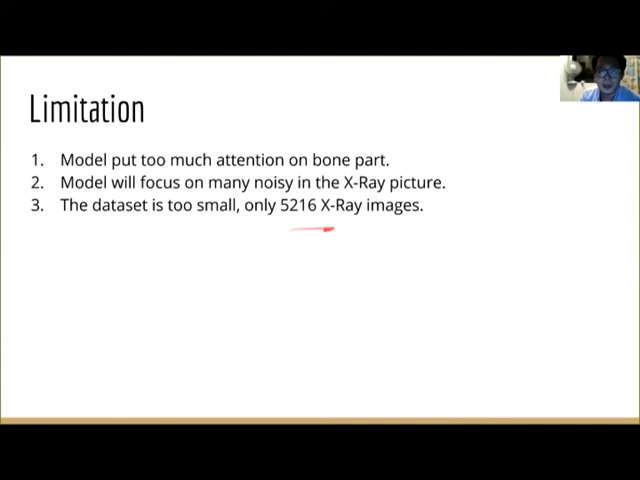 Limitation
1. Model put too much attention on bone part.
2. Model will focus on many noisy in the X-Ray picture.
3. The dataset is too small, only 5216 X-Ray images.